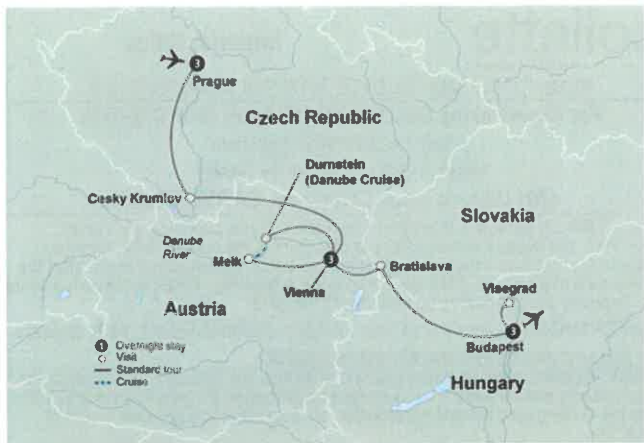 3
Prague
Czech Republic
Durnstein
(Danube Cruise)
Cesky Krumlov
Slovakia
Danube
River
Melk
3
Vienna
Bratislava
Visegrad
Austria
3
Budapest
1 Overnight stay
Visit
Standard tour
Cruise
Hungary